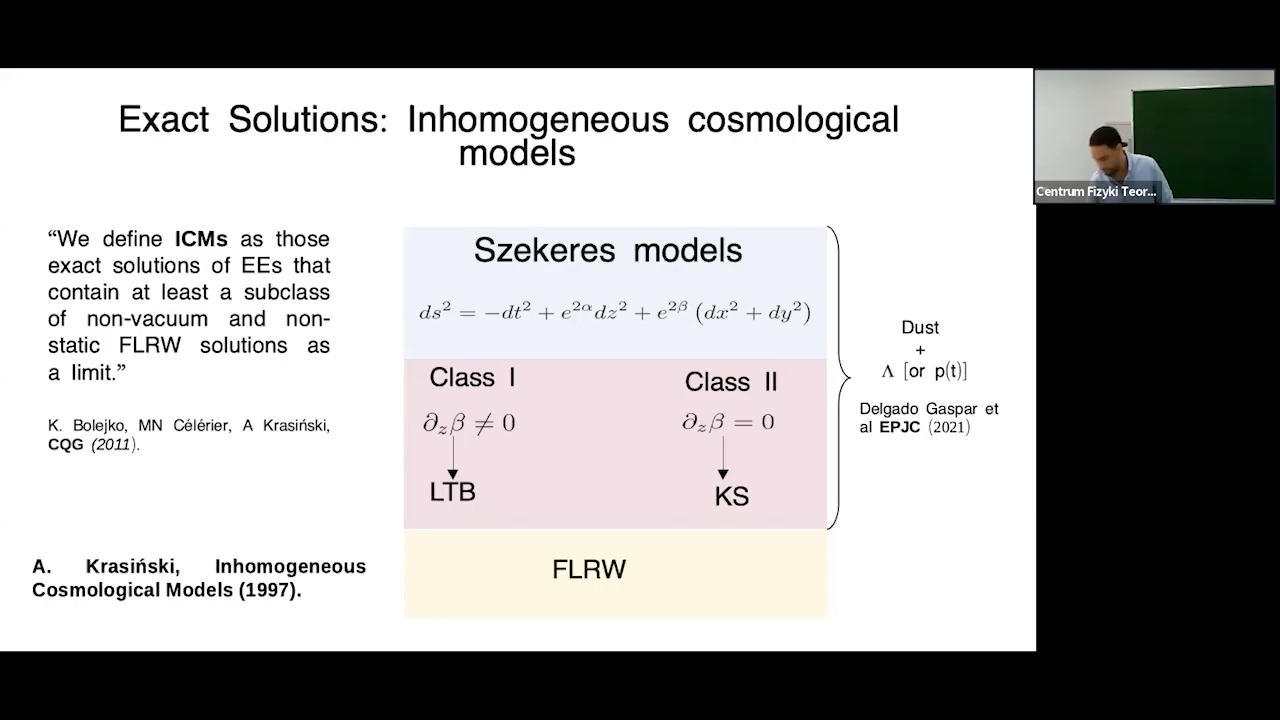 Exact Solutions: Inhomogeneous cosmological
models
“We define ICMs as those
exact solutions of EEs that
contain at least a subclass
of non-vacuum and non-
static FLRW solutions as
a limit.”
K. Bolejko, MN Célérier, A Krasiński,
CQG (2011).
A. Krasiński, Inhomogeneous
Cosmological Models (1997).
Szekeres models
ds² = −dt² + e²ᵅdz² + e²ᵝ (dx² + dy²)
Class I
∂_zβ ≠ 0
LTB
Class II
∂_zβ = 0
KS
FLRW
Dust
+
Λ [or p(t)]
Delgado Gaspar et
al EPJC (2021)
Centrum Fizyki Teor...